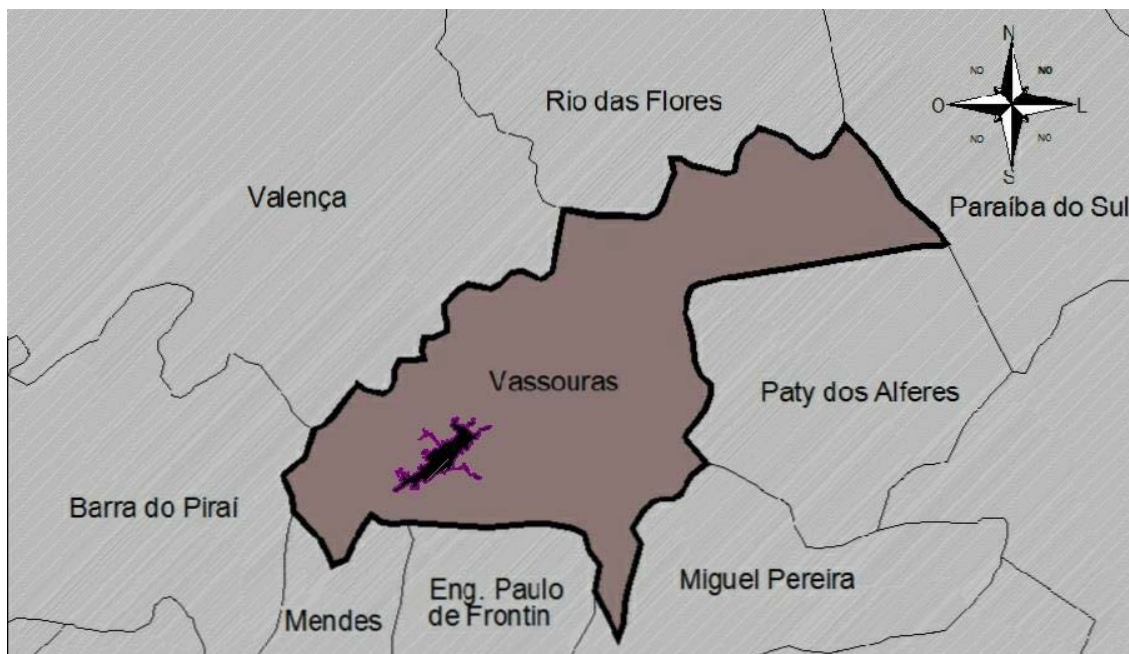 N
NO
NO
O
L
NO
NO
S
Rio das Flores
Valença
Paraíba do Sul
Vassouras
Paty dos Alferes
Barra do Piraí
Miguel Pereira
Eng. Paulo
de Frontin
Mendes